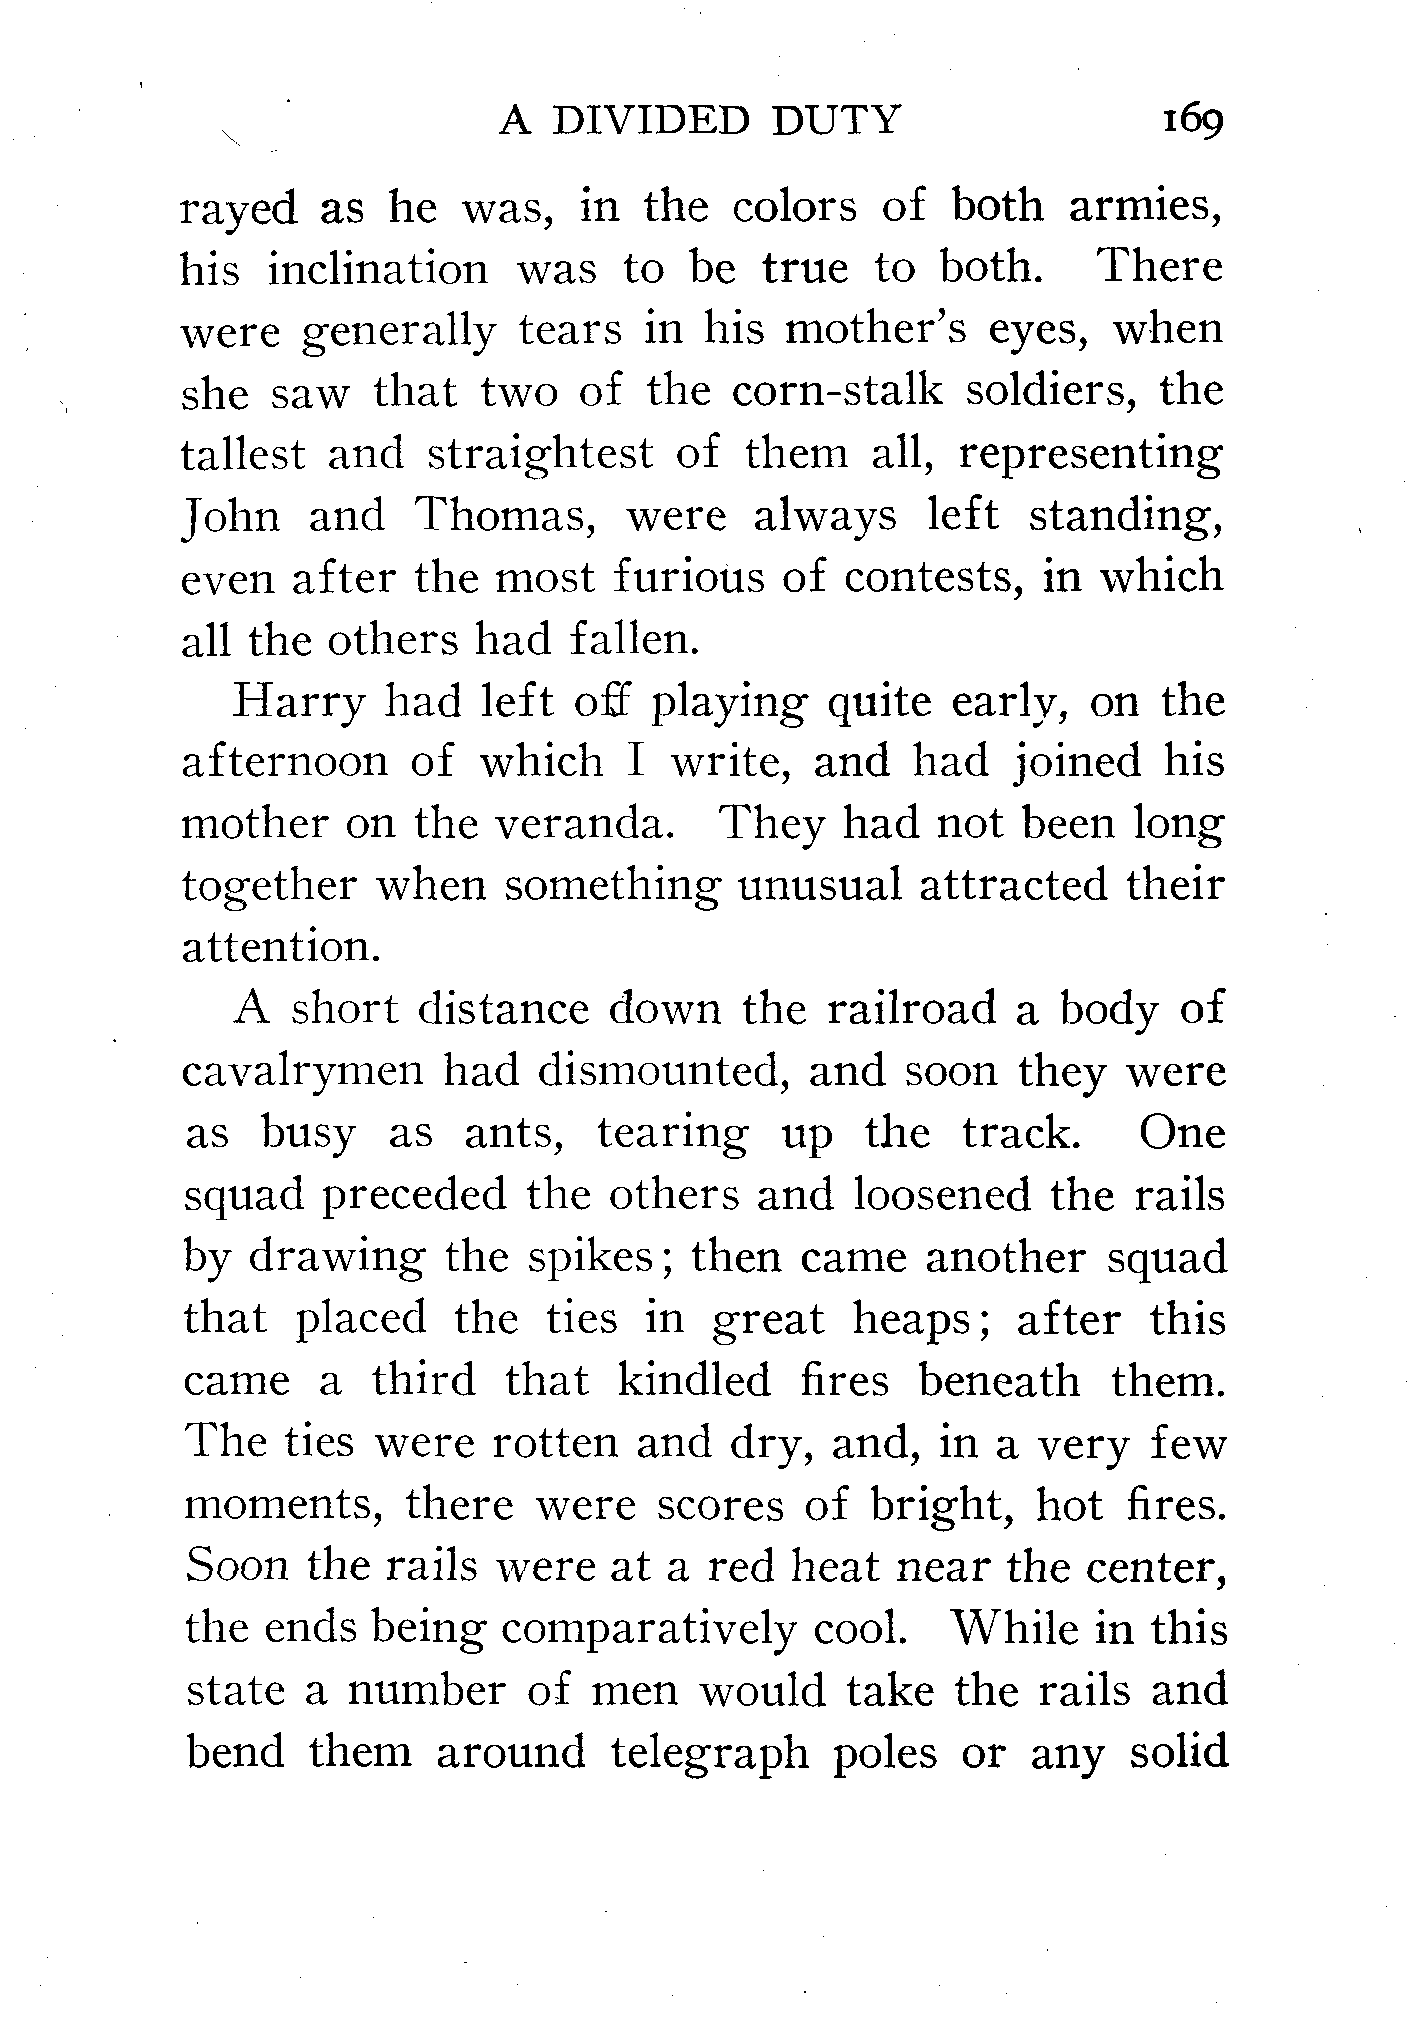 A DIVIDED DUTY 169
rayed as he was, in the colors of both armies,
his inclination was to be true to both. There
were generally tears in his mother's eyes, when
she saw that two of the corn-stalk soldiers, the
tallest and straightest of them all, representing
John and Thomas, were always left standing,
even after the most furious of contests, in which
all the others had fallen.
Harry had left off playing quite early, on the
afternoon of which I write, and had joined his
mother on the veranda. They had not been long
together when something unusual attracted their
attention.
A short distance down the railroad a body of
cavalrymen had dismounted, and soon they were
as busy as ants, tearing up the track. One
squad preceded the others and loosened the rails
by drawing the spikes; then came another squad
that placed the ties in great heaps; after this
came a third that kindled fires beneath them.
The ties were rotten and dry, and, in a very few
moments, there were scores of bright, hot fires.
Soon the rails were at a red heat near the center,
the ends being comparatively cool. While in this
state a number of men would take the rails and
bend them around telegraph poles or any solid